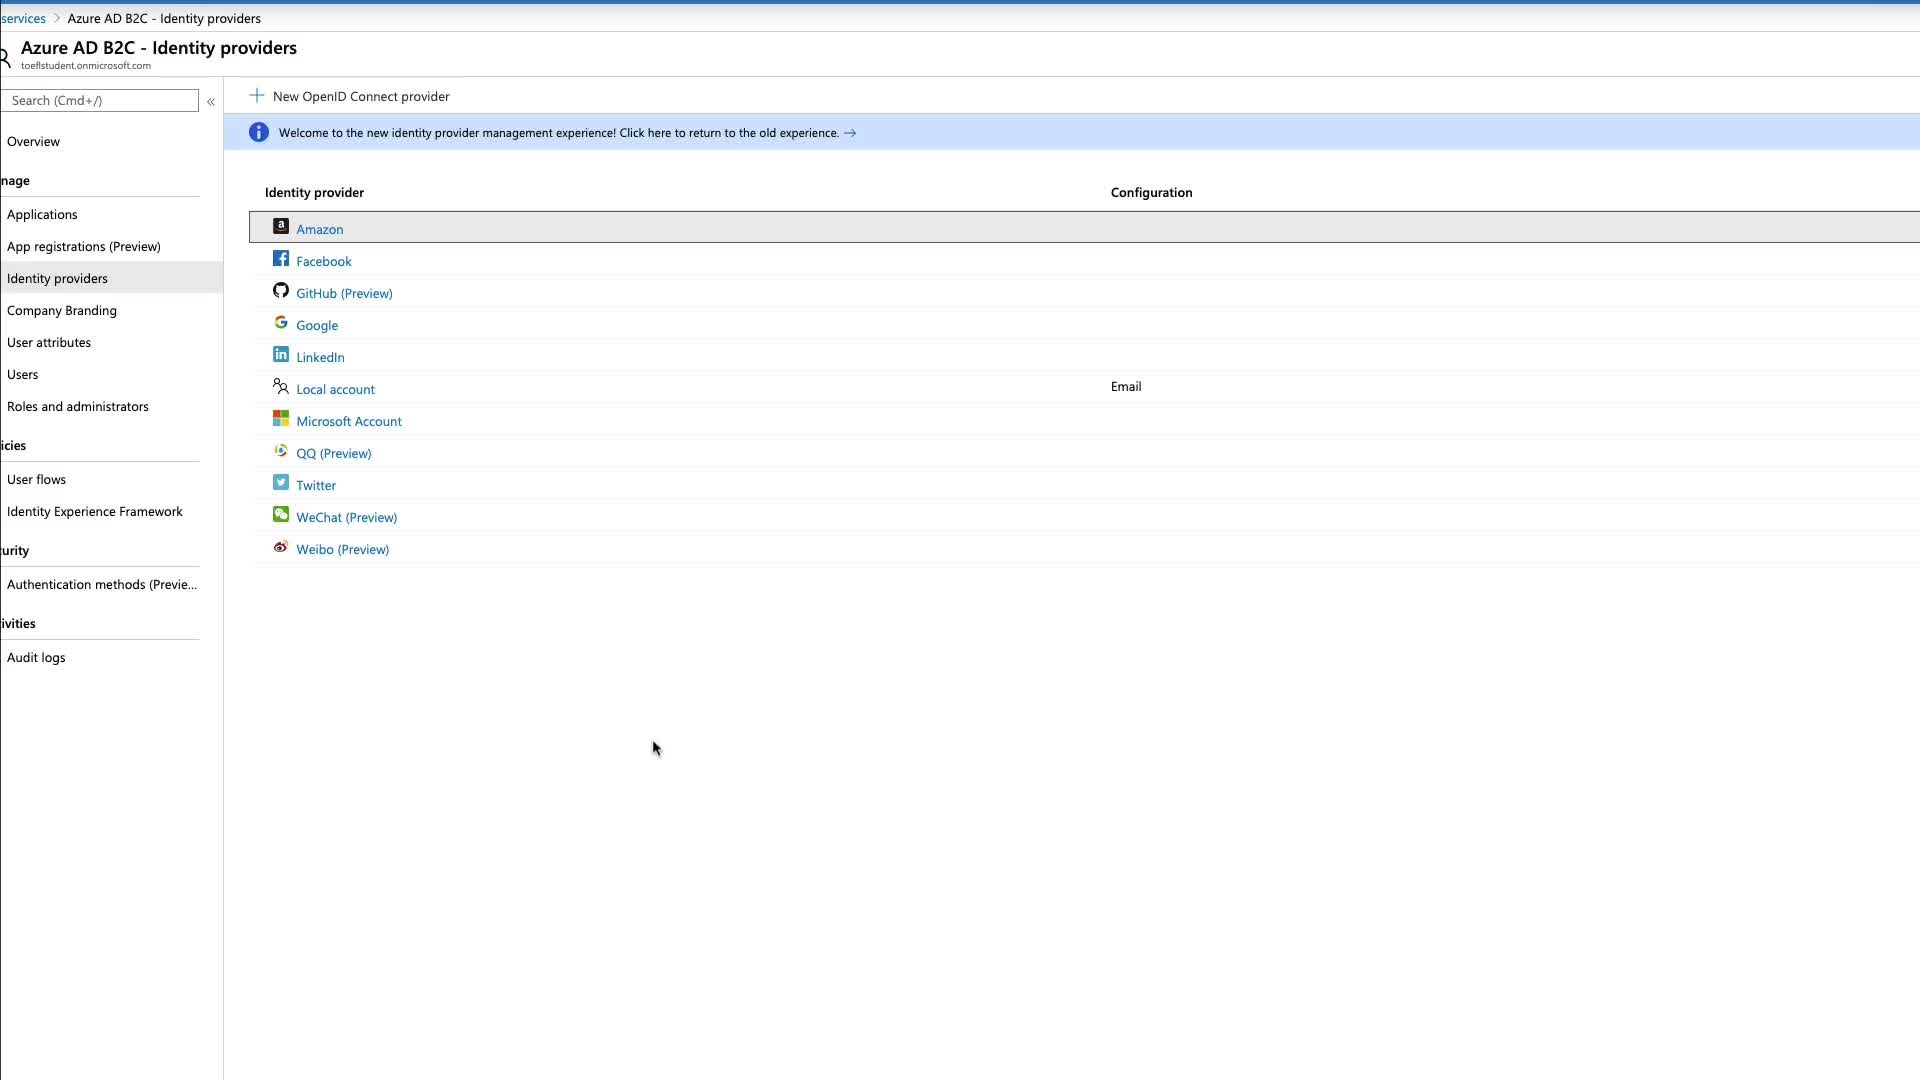 services > Azure AD B2C - Identity providers
Azure AD B2C - Identity providers
toeflstudent.onmicrosoft.com
Search (Cmd+/)
«
Overview
nage
Applications
App registrations (Preview)
Identity providers
Company Branding
User attributes
Users
Roles and administrators
icies
User flows
Identity Experience Framework
urity
Authentication methods (Previe...
ivities
Audit logs
New OpenID Connect provider
Welcome to the new identity provider management experience! Click here to return to the old experience. →
Identity provider Configuration
Amazon
Facebook
GitHub (Preview)
Google
LinkedIn
Local account Email
Microsoft Account
QQ (Preview)
Twitter
WeChat (Preview)
Weibo (Preview)